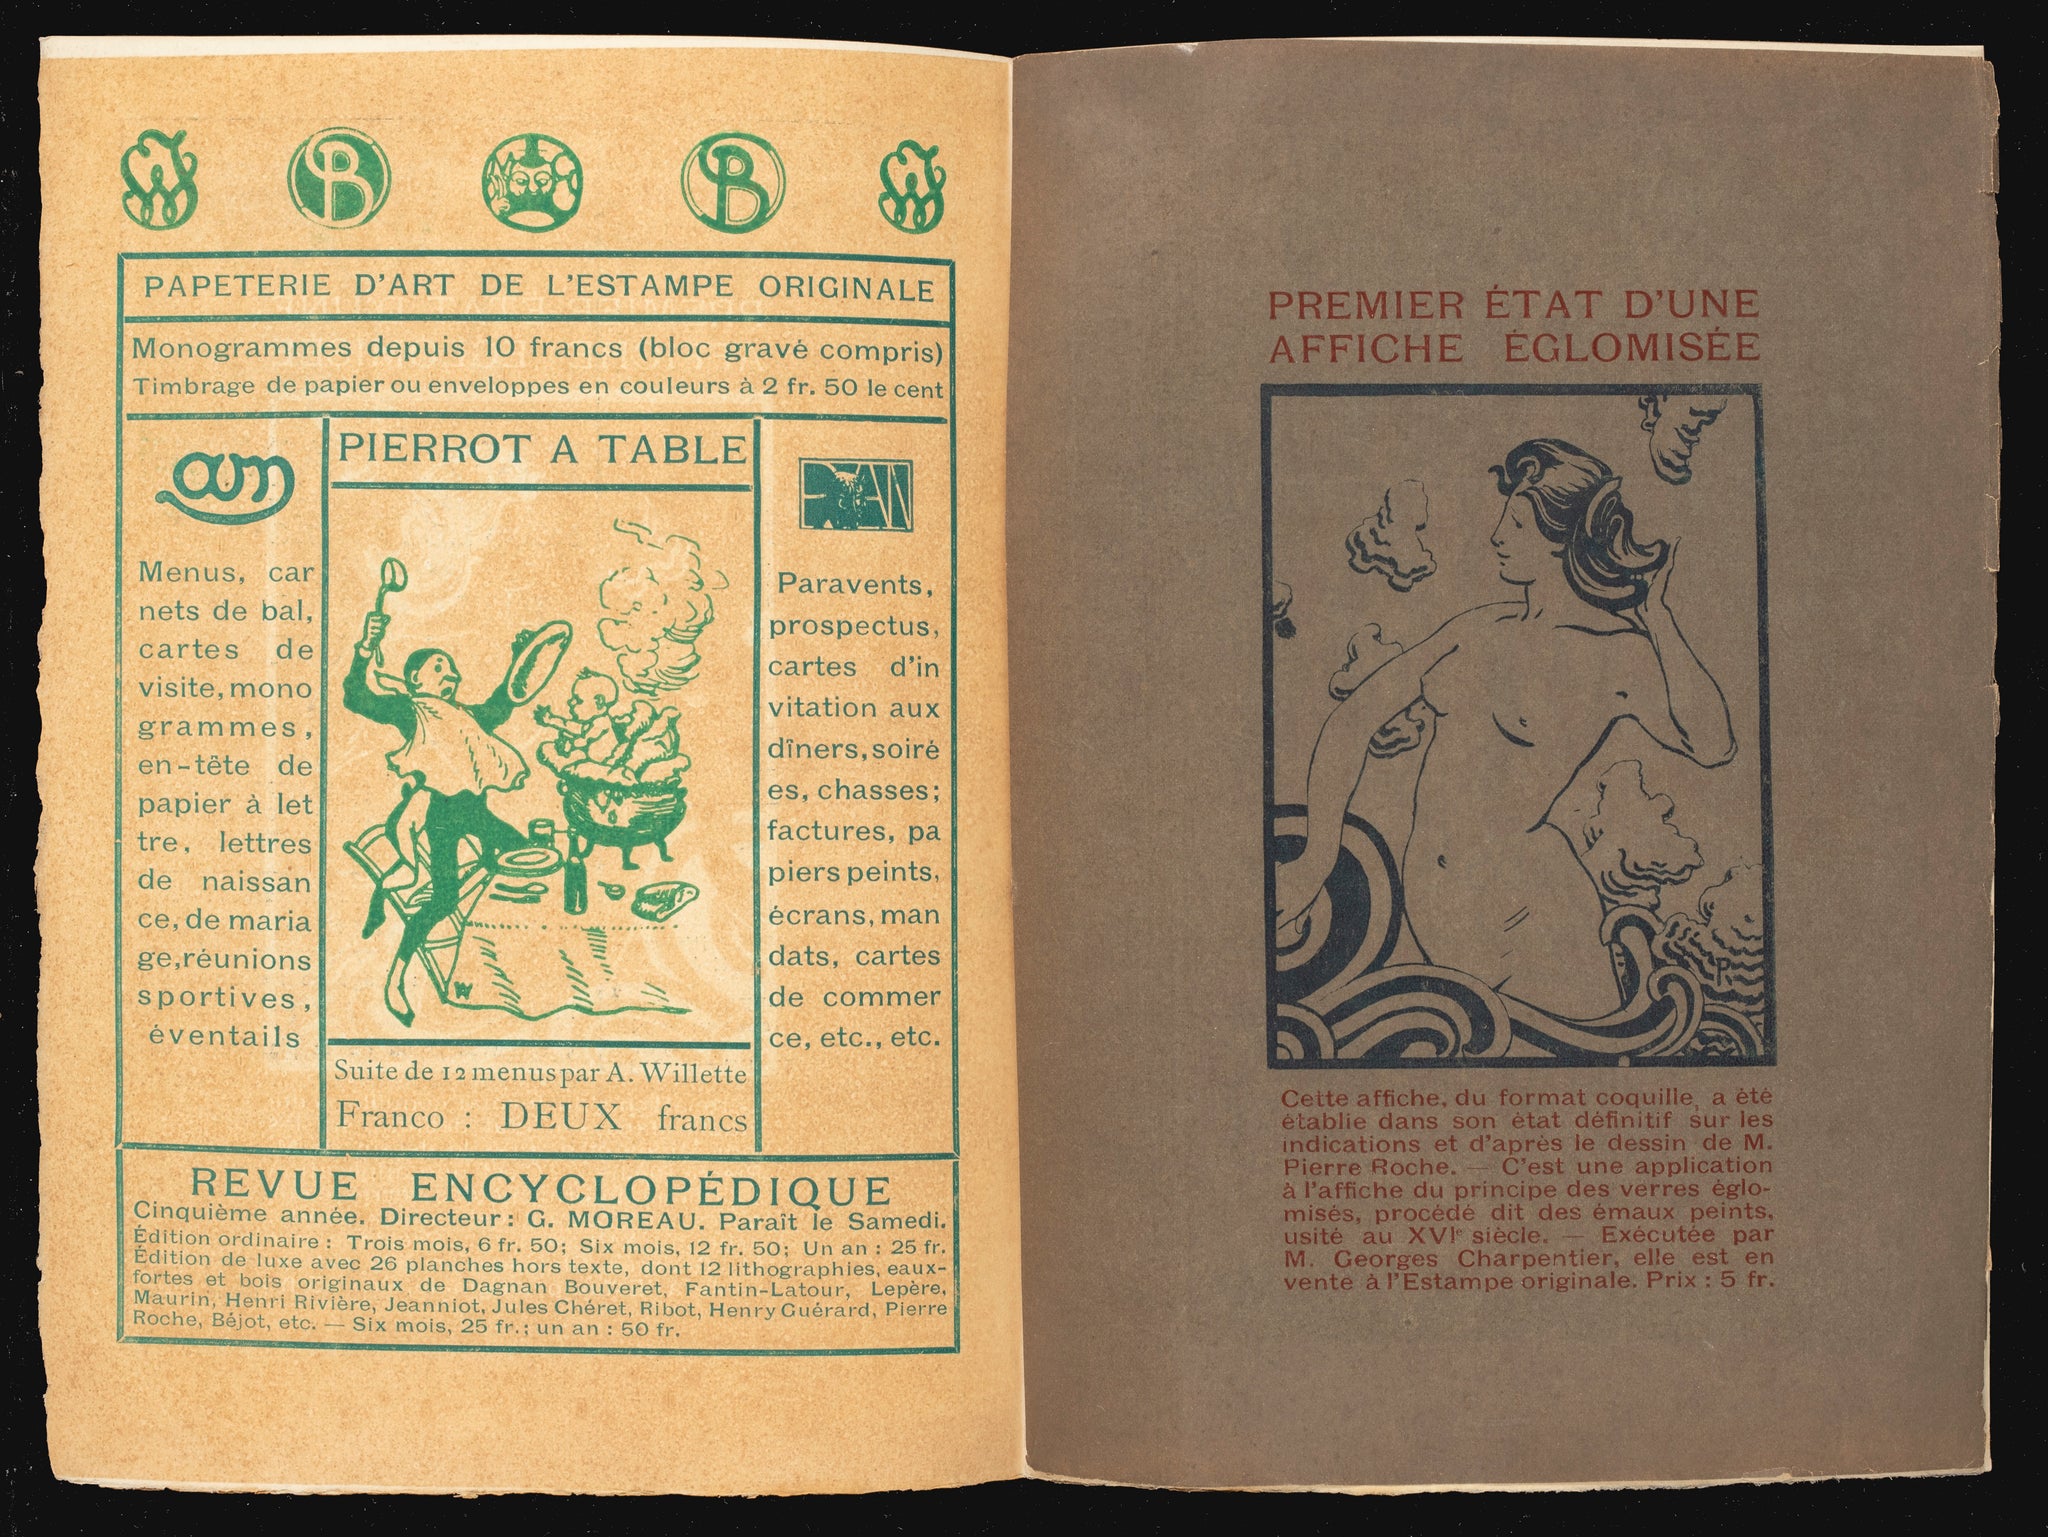 JW
B
B
JW
PAPETERIE D'ART DE L'ESTAMPE ORIGINALE
Monogrammes depuis 10 francs (bloc gravé compris)
Timbrage de papier ou enveloppes en couleurs à 2 fr. 50 le cent
Menus, car
nets de bal,
cartes de
visite, mono
grammes,
en-tête de
papier à let
tre, lettres
de naissan
ce, de maria
ge, réunions
sportives,
éventails
PIERROT A TABLE
W
Suite de 12 menus par A. Willette
Franco : DEUX francs
Paravents,
prospectus,
cartes d'in
vitation aux
dîners, soiré
es, chasses;
factures, pa
piers peints,
écrans, man
dats, cartes
de commer
ce, etc., etc.
REVUE ENCYCLOPÉDIQUE
Cinquième année. Directeur: G. MOREAU. Paraît le Samedi.
Édition ordinaire : Trois mois, 6 fr. 50; Six mois, 12 fr. 50; Un an : 25 fr.
Édition de luxe avec 26 planches hors texte, dont 12 lithographies, eaux-
fortes et bois originaux de Dagnan Bouveret, Fantin-Latour, Lepère,
Maurin, Henri Rivière, Jeanniot, Jules Chéret, Ribot, Henry Guérard, Pierre
Roche, Béjot, etc. — Six mois, 25 fr.; un an : 50 fr.
PREMIER ÉTAT D'UNE
AFFICHE ÉGLOMISÉE
Cette affiche, du format coquille, a été
établie dans son état définitif sur les
indications et d'après le dessin de M.
Pierre Roche. — C'est une application
à l'affiche du principe des verres églo-
misés, procédé dit des émaux peints,
usité au XVIe siècle. — Exécutée par
M. Georges Charpentier, elle est en
vente à l'Estampe originale. Prix : 5 fr.